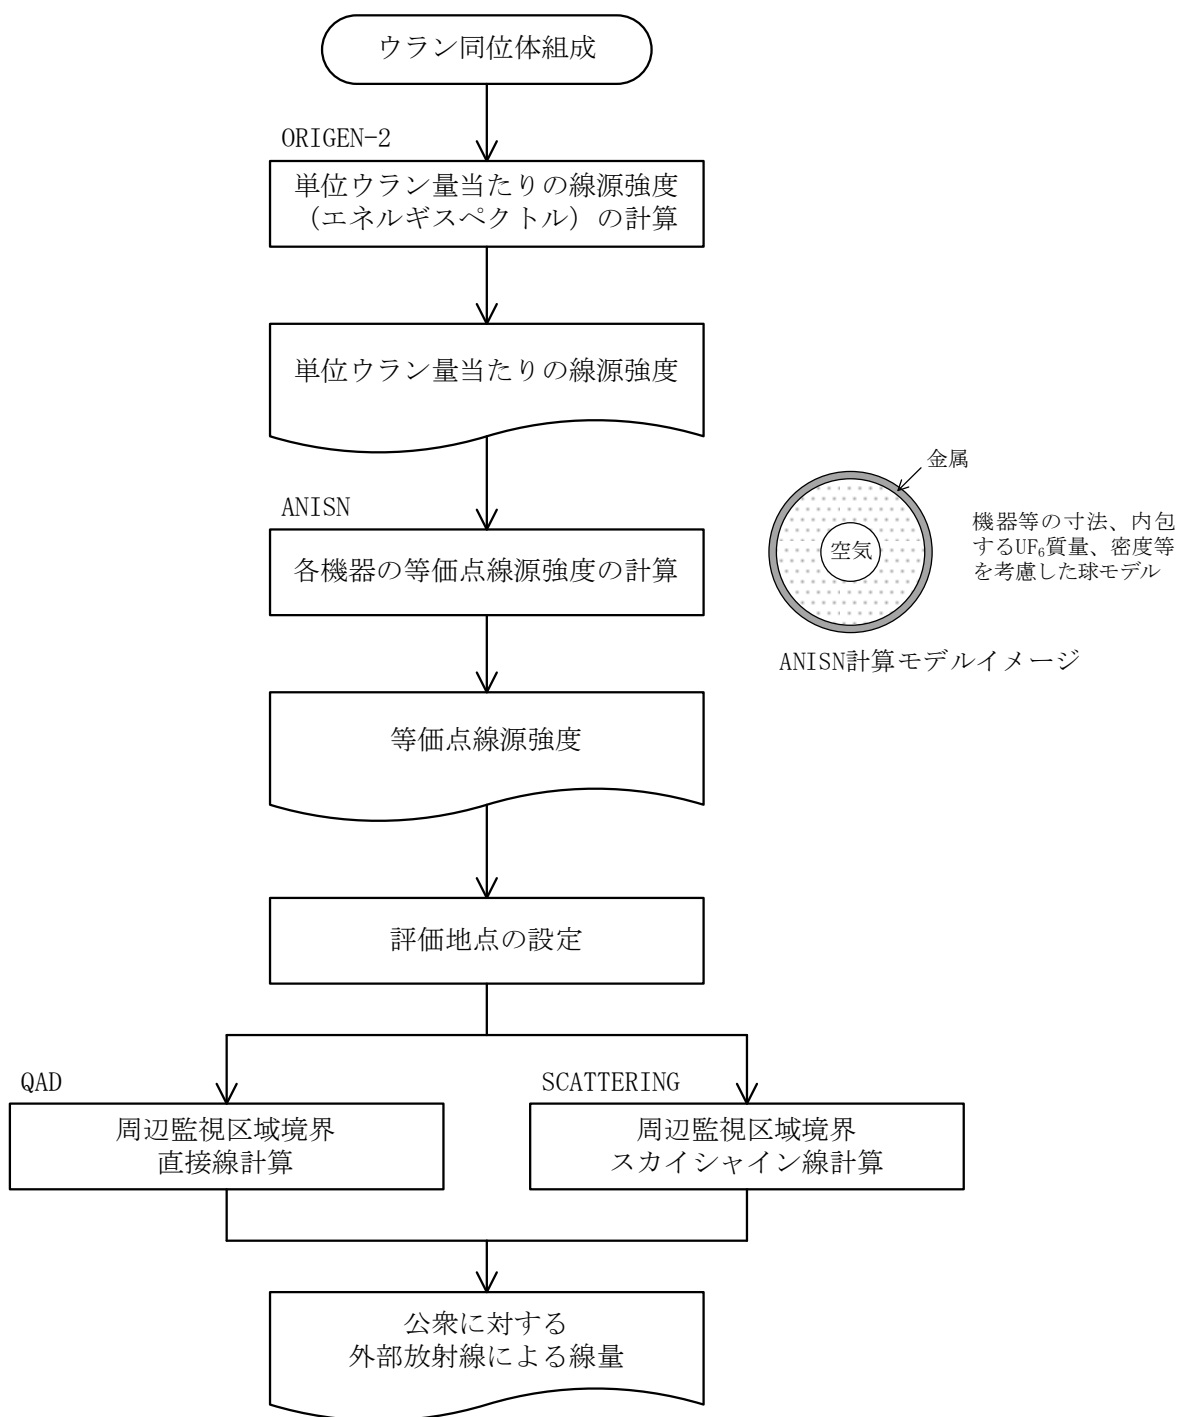 ウラン同位体組成
ORIGEN-2
単位ウラン量当たりの線源強度
（エネルギスペクトル）の計算
単位ウラン量当たりの線源強度
ANISN
各機器の等価点線源強度の計算
金属
空気
機器等の寸法、内包
するUF₆質量、密度等
を考慮した球モデル
ANISN計算モデルイメージ
等価点線源強度
評価地点の設定
QAD
周辺監視区域境界
直接線計算
SCATTERING
周辺監視区域境界
スカイシャイン線計算
公衆に対する
外部放射線による線量